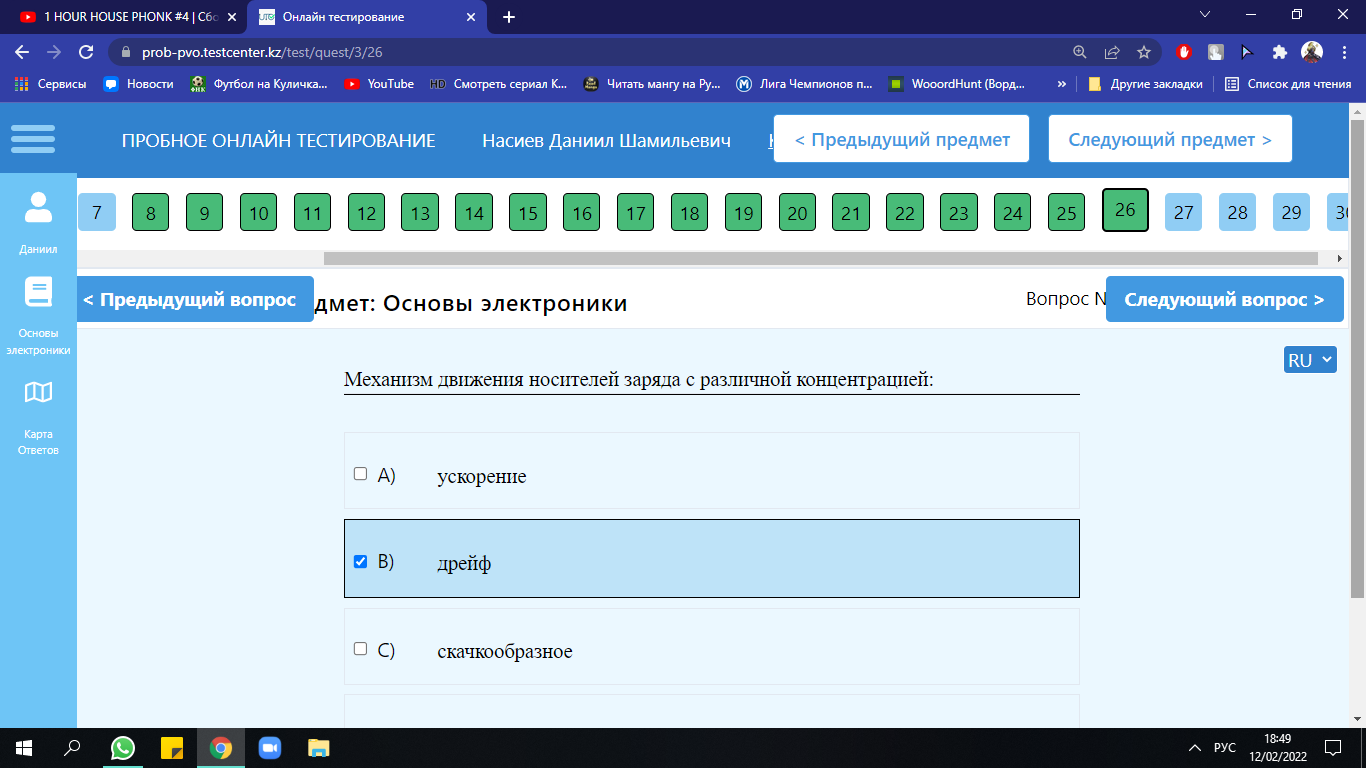 1 HOUR HOUSE PHONK #4 | Сбо
Онлайн тестирование
prob-pvo.testcenter.kz/test/quest/3/26
Сервисы
Новости
Футбол на Куличка...
YouTube
HD Смотреть сериал К...
Читать мангу на Ру...
Лига Чемпионов п...
WooordHunt (Ворд...
»
Другие закладки
Список для чтения
ПРОБНОЕ ОНЛАЙН ТЕСТИРОВАНИЕ
Насиев Даниил Шамильевич
< Предыдущий предмет
Следующий предмет >
7 8 9 10 11 12 13 14 15 16 17 18 19 20 21 22 23 24 25 26 27 28 29 30
Даниил
Основы
электроники
Карта
Ответов
< Предыдущий вопрос
дмет: Основы электроники
Вопрос N
Следующий вопрос >
RU
Механизм движения носителей заряда с различной концентрацией:
A) ускорение
B) дрейф
C) скачкообразное
РУС
18:49
12/02/2022